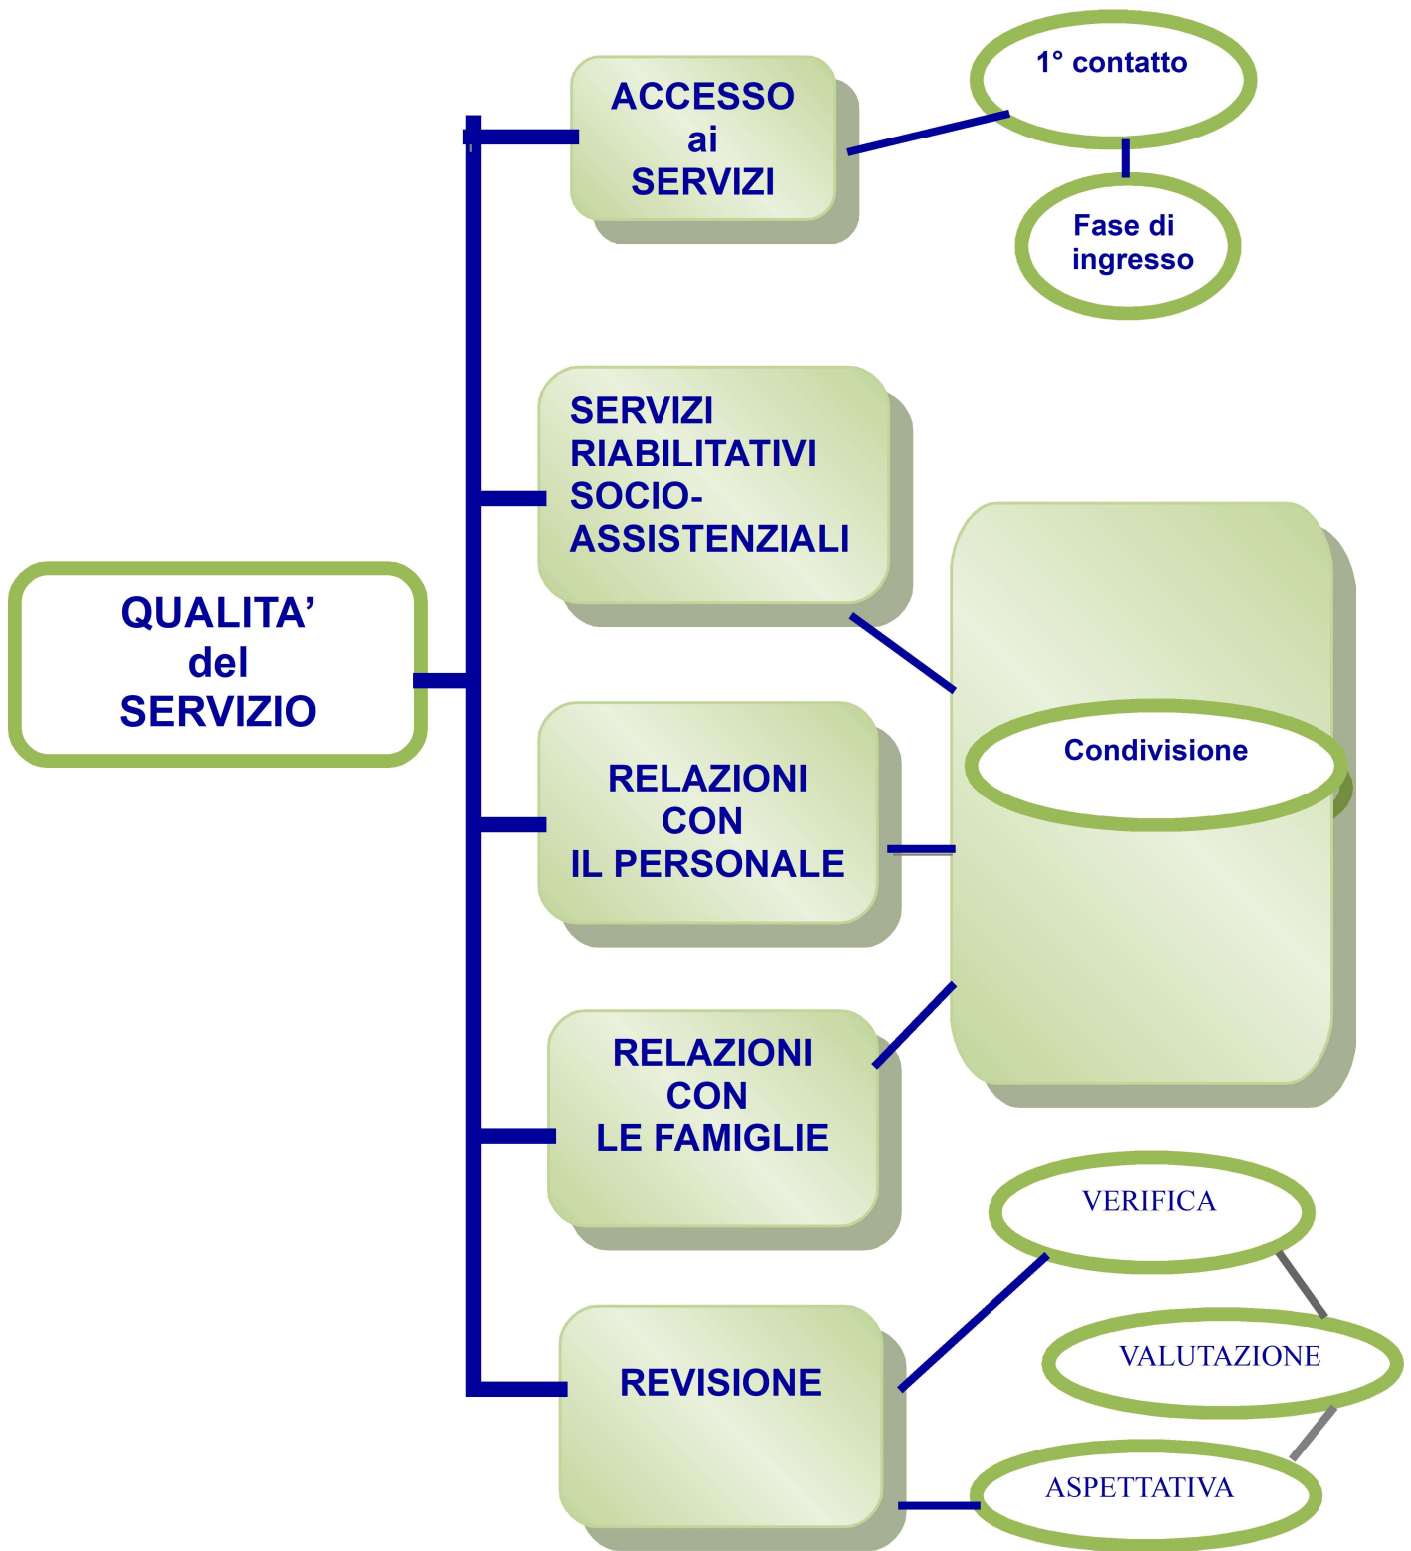 ACCESSO
ai
SERVIZI
1° contatto
Fase di
ingresso
SERVIZI
RIABILITATIVI
SOCIO-
ASSISTENZIALI
QUALITA’
del
SERVIZIO
RELAZIONI
CON
IL PERSONALE
Condivisione
RELAZIONI
CON
LE FAMIGLIE
REVISIONE
VERIFICA
VALUTAZIONE
ASPETTATIVA